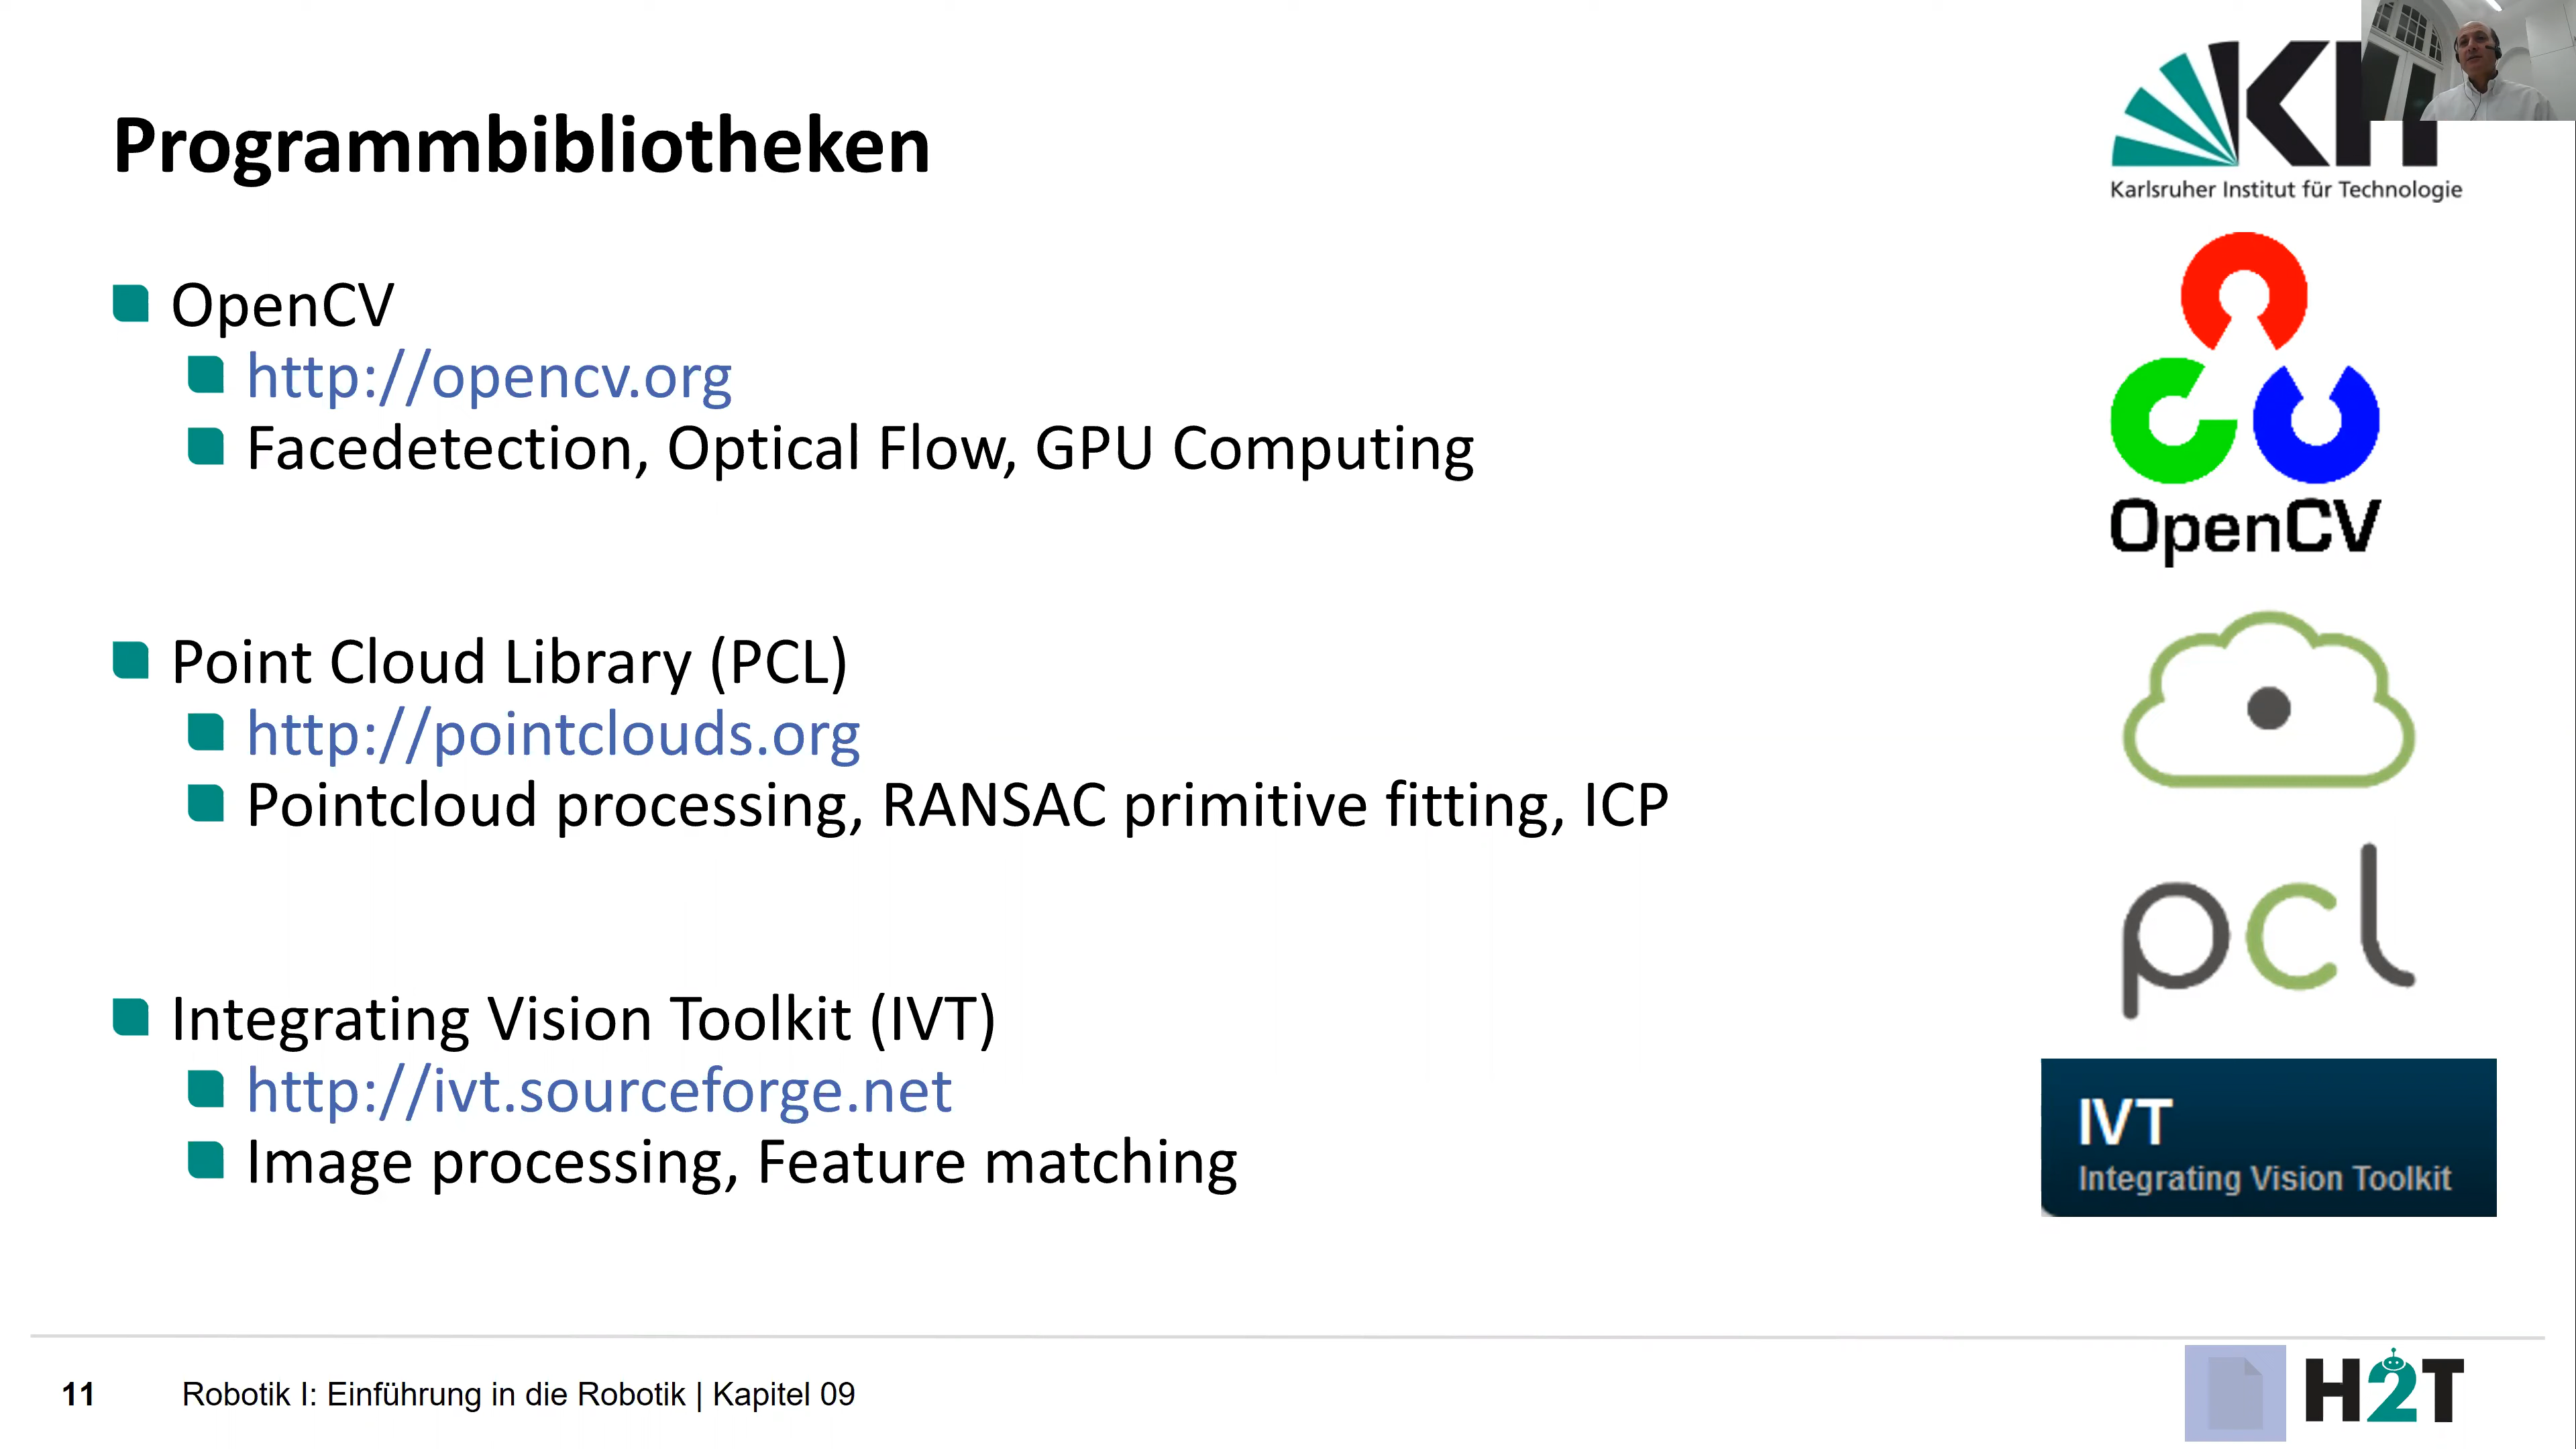 Programmbibliotheken
KIT
Karlsruher Institut für Technologie
OpenCV
http://opencv.org
Facedetection, Optical Flow, GPU Computing
OpenCV
Point Cloud Library (PCL)
http://pointclouds.org
Pointcloud processing, RANSAC primitive fitting, ICP
pcl
Integrating Vision Toolkit (IVT)
http://ivt.sourceforge.net
Image processing, Feature matching
IVT
Integrating Vision Toolkit
11 Robotik I: Einführung in die Robotik | Kapitel 09
H2T